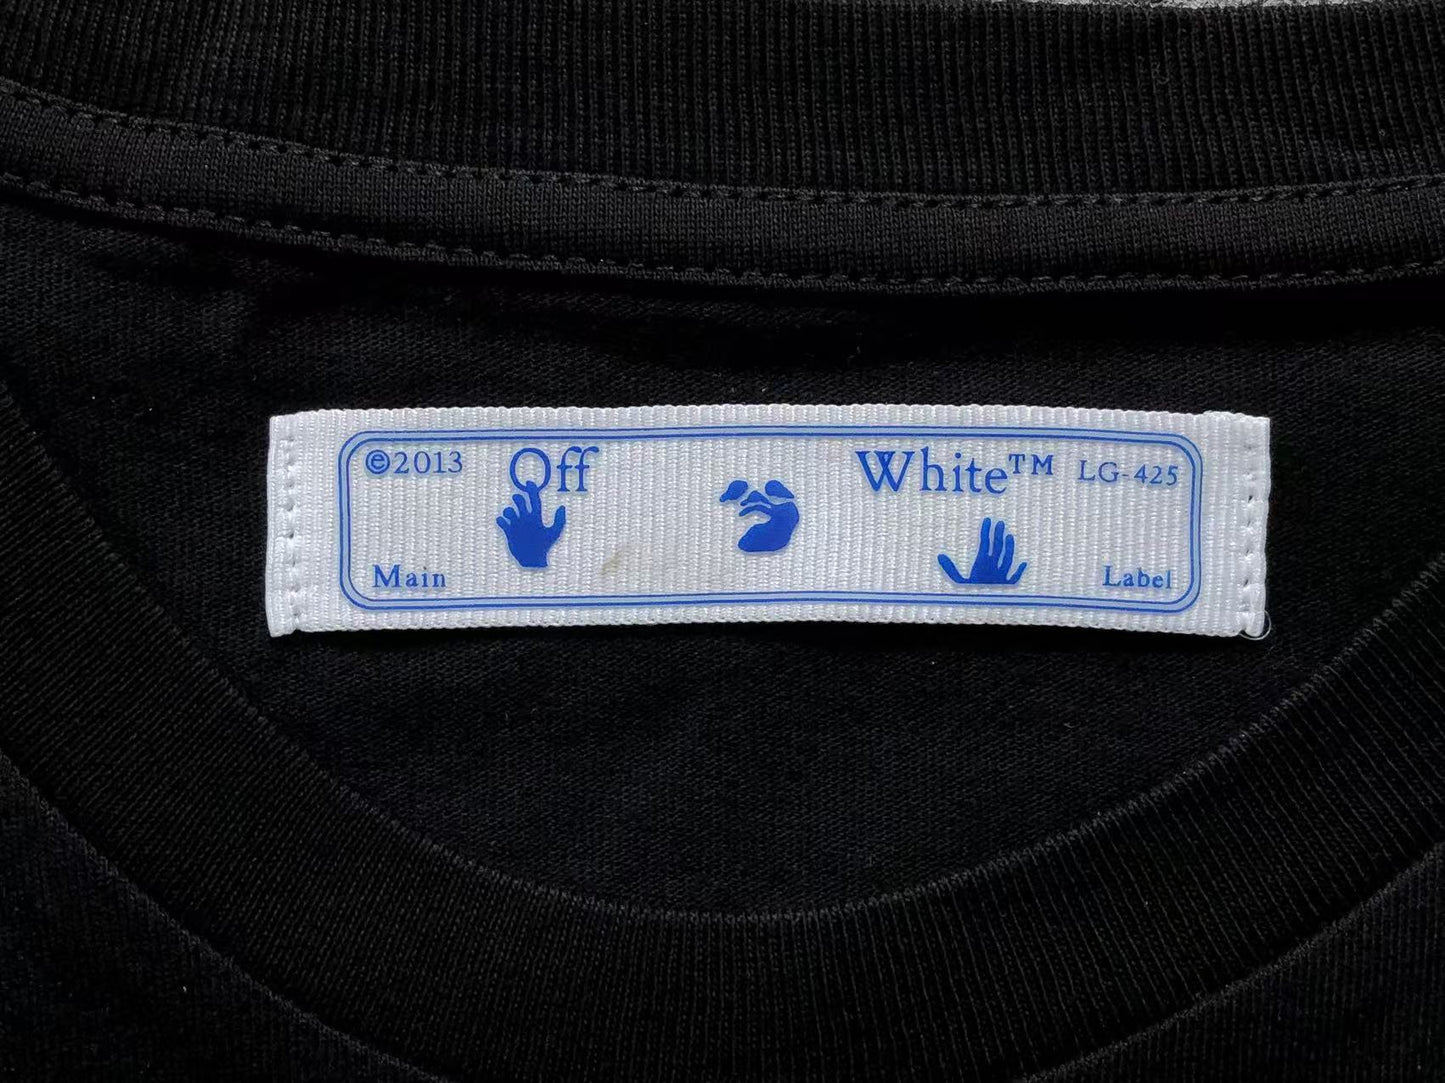 ©2013 Off White™ LG-425
Main Label